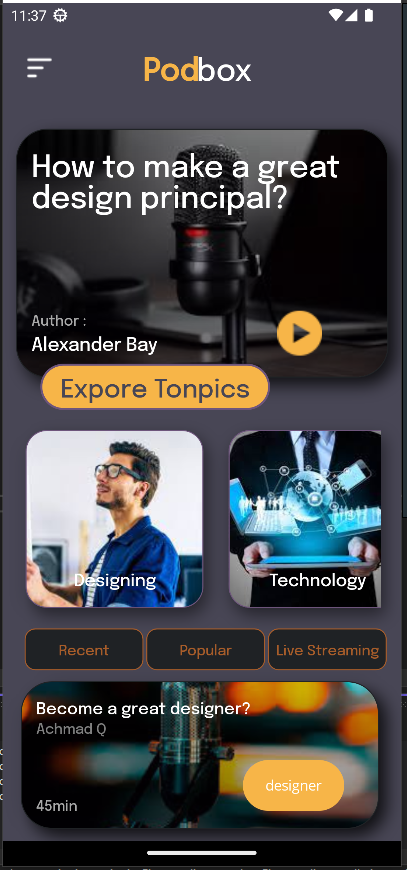 11:37
Podbox
How to make a great
design principal?
Author :
Alexander Bay
Expore Tonpics
Designing
Technology
Recent Popular Live Streaming
Become a great designer?
Achmad Q
45min
designer